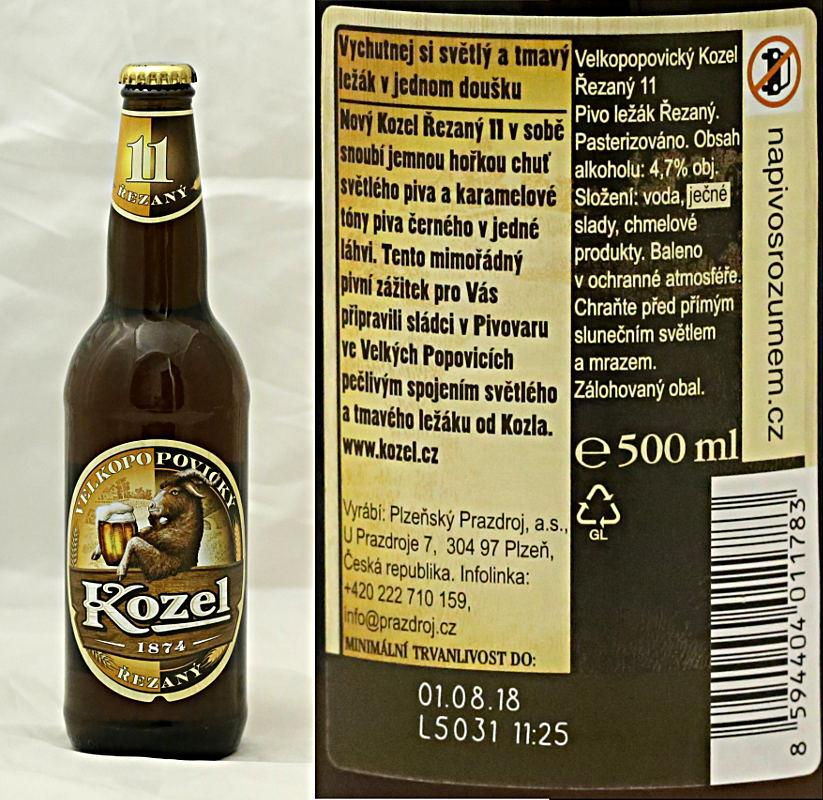 11
ŘEZANÝ
VELKOPOPOVICKÝ
Kozel
1874
ŘEZANÝ
Vychutnej si světlý a tmavý
ležák v jednom doušku
Nový Kozel Řezaný 11 v sobě
snoubí jemnou hořkou chuť
světlého piva a karamelové
tóny piva černého v jedné
láhvi. Tento mimořádný
pivní zážitek pro Vás
připravili sládci v Pivovaru
ve Velkých Popovicích
pečlivým spojením světlého
a tmavého ležáku od Kozla.
www.kozel.cz
Vyrábí: Plzeňský Prazdroj, a.s.,
U Prazdroje 7, 304 97 Plzeň,
Česká republika. Infolinka:
+420 222 710 159,
info@prazdroj.cz
MINIMÁLNÍ TRVANLIVOST DO:
01.08.18
L5031 11:25
Velkopopovický Kozel
Řezaný 11
Pivo ležák Řezaný.
Pasterizováno. Obsah
alkoholu: 4,7% obj.
Složení: voda, ječné
slady, chmelové
produkty. Baleno
v ochranné atmosféře.
Chraňte před přímým
slunečním světlem
a mrazem.
Zálohovaný obal.
℮ 500 ml
GL
napivosrozumem.cz
8 594404 011783